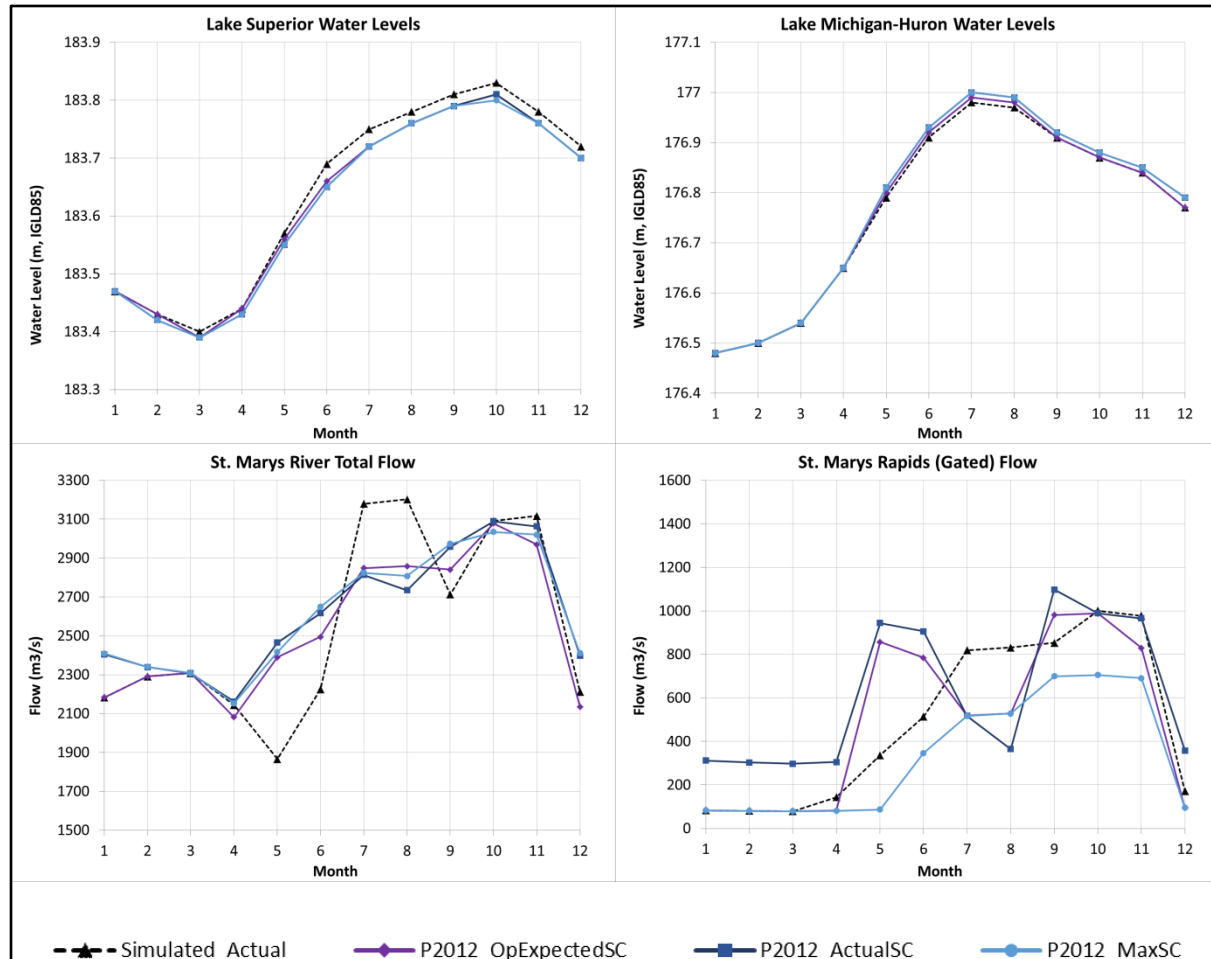 Lake Superior Water Levels
183.9
183.8
183.7
183.6
183.5
183.4
183.3
Water Level (m, IGLD85)
1 2 3 4 5 6 7 8 9 10 11 12
Month
Lake Michigan-Huron Water Levels
177.1
177
176.9
176.8
176.7
176.6
176.5
176.4
Water Level (m, IGLD85)
1 2 3 4 5 6 7 8 9 10 11 12
Month
St. Marys River Total Flow
3300
3100
2900
2700
2500
2300
2100
1900
1700
1500
Flow (m3/s)
1 2 3 4 5 6 7 8 9 10 11 12
Month
St. Marys Rapids (Gated) Flow
1600
1400
1200
1000
800
600
400
200
0
Flow (m3/s)
1 2 3 4 5 6 7 8 9 10 11 12
Month
Simulated Actual P2012 OpExpectedSC P2012 ActualSC P2012 MaxSC